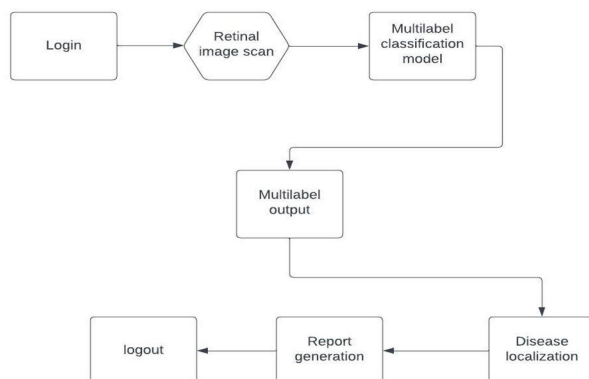 Login
Retinal
image scan
Multilabel
classification
model
Multilabel
output
Disease
localization
Report
generation
logout